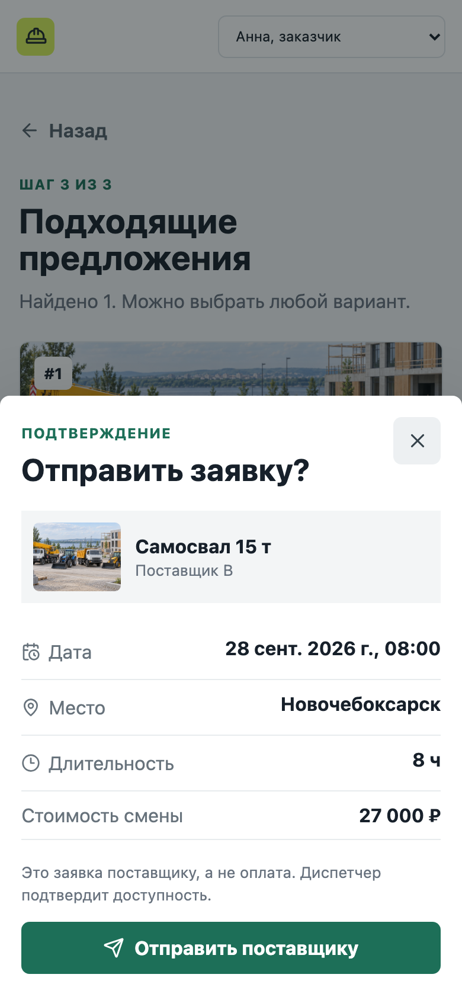 Анна, заказчик
Назад
ШАГ 3 ИЗ 3
Подходящие
предложения
Найдено 1. Можно выбрать любой вариант.
#1
ПОДТВЕРЖДЕНИЕ
Отправить заявку?
Самосвал 15 т
Поставщик В
Дата
28 сент. 2026 г., 08:00
Место
Новочебоксарск
Длительность
8 ч
Стоимость смены
27 000 ₽
Это заявка поставщику, а не оплата. Диспетчер
подтвердит доступность.
Отправить поставщику